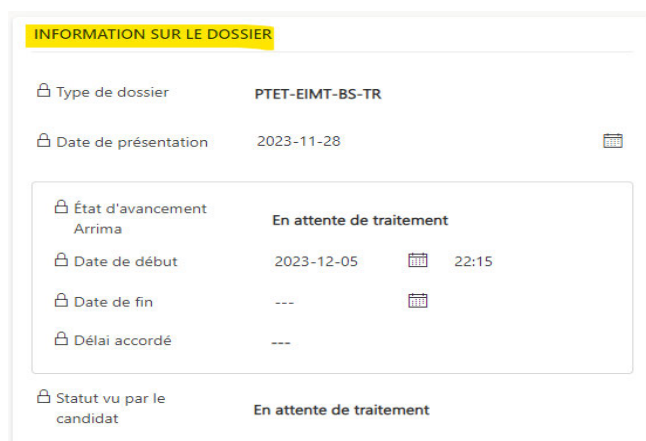 INFORMATION SUR LE DOSSIER
Type de dossier PTET-EIMT-BS-TR
Date de présentation 2023-11-28
État d'avancement
Arrima
En attente de traitement
Date de début 2023-12-05 22:15
Date de fin ---
Délai accordé ---
Statut vu par le
candidat
En attente de traitement